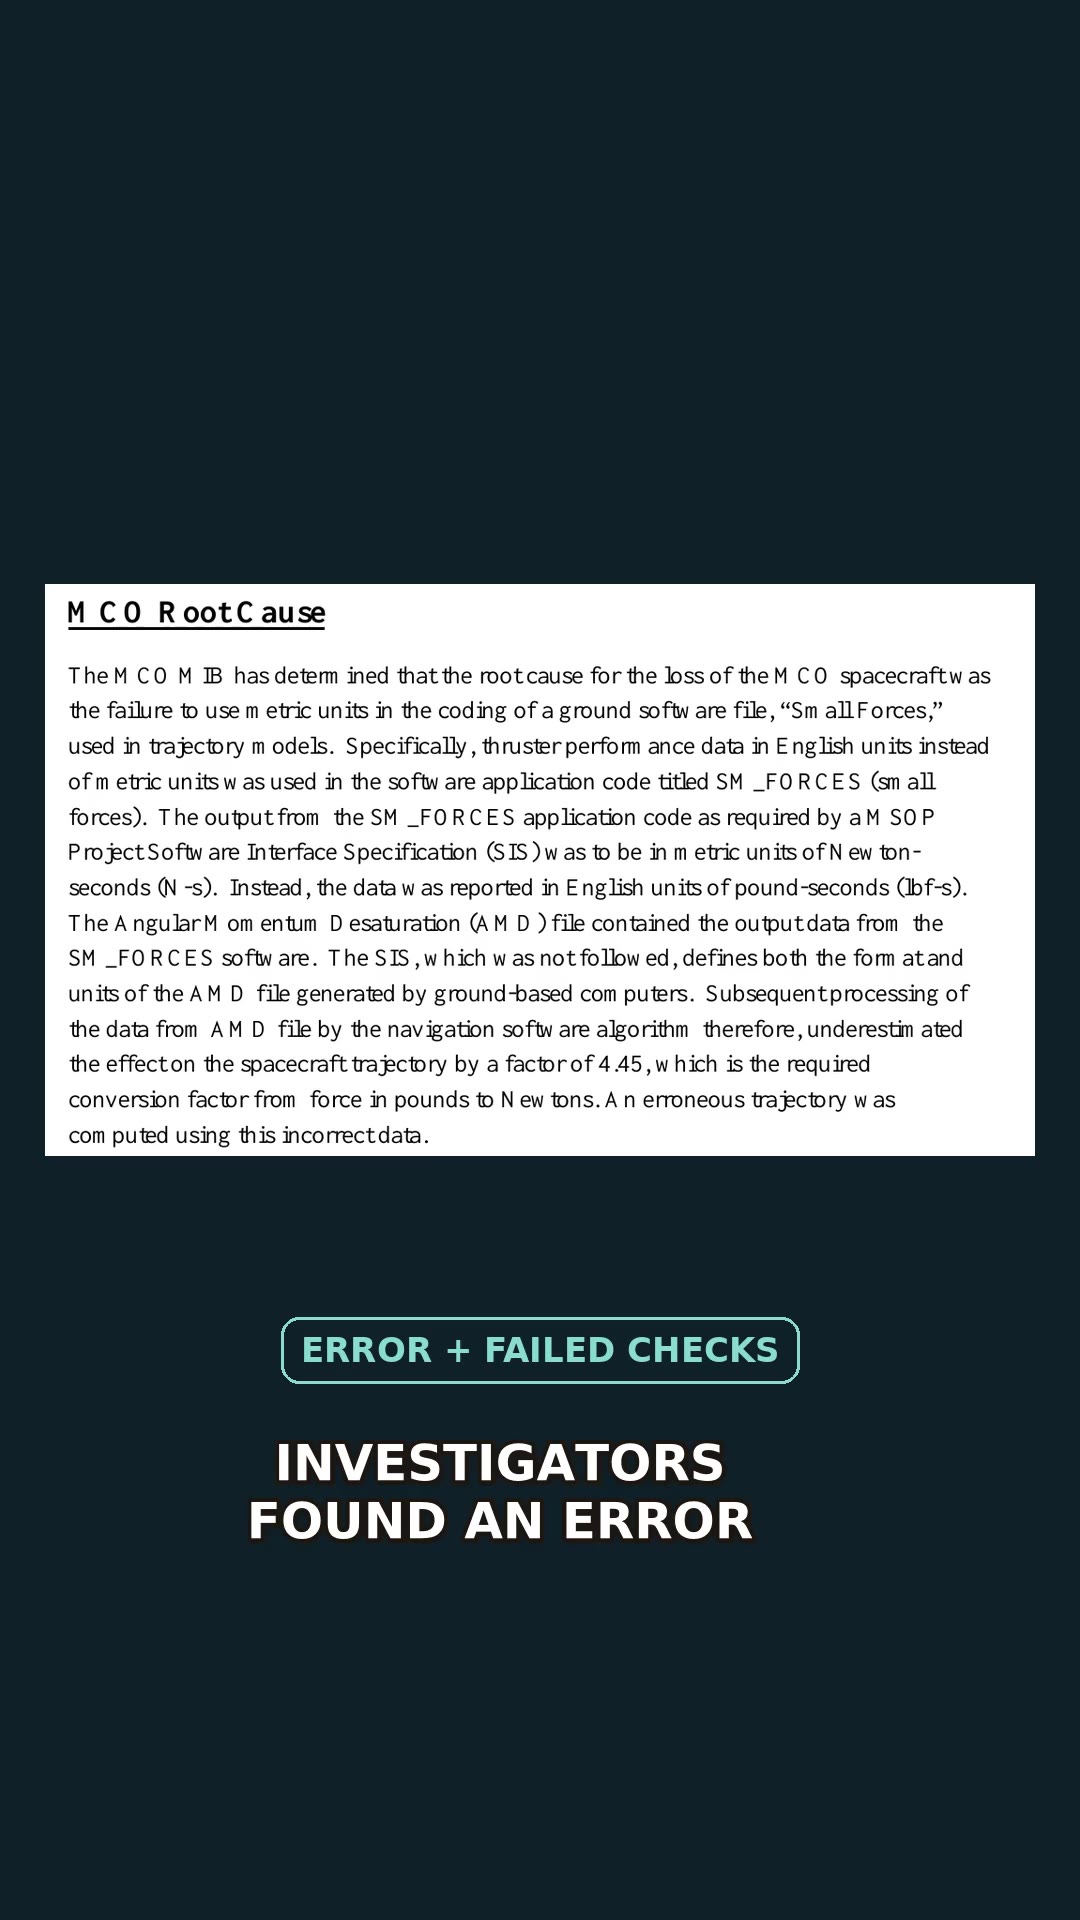 MCO Root Cause
The MCO MIB has determined that the root cause for the loss of the MCO spacecraft was
the failure to use metric units in the coding of a ground software file, “Small Forces,”
used in trajectory models. Specifically, thruster performance data in English units instead
of metric units was used in the software application code titled SM_FORCES (small
forces). The output from the SM_FORCES application code as required by a MSOP
Project Software Interface Specification (SIS) was to be in metric units of Newton-
seconds (N-s). Instead, the data was reported in English units of pound-seconds (lbf-s).
The Angular Momentum Desaturation (AMD) file contained the output data from the
SM_FORCES software. The SIS, which was not followed, defines both the format and
units of the AMD file generated by ground-based computers. Subsequent processing of
the data from AMD file by the navigation software algorithm therefore, underestimated
the effect on the spacecraft trajectory by a factor of 4.45, which is the required
conversion factor from force in pounds to Newtons. An erroneous trajectory was
computed using this incorrect data.
ERROR + FAILED CHECKS
INVESTIGATORS
FOUND AN ERROR